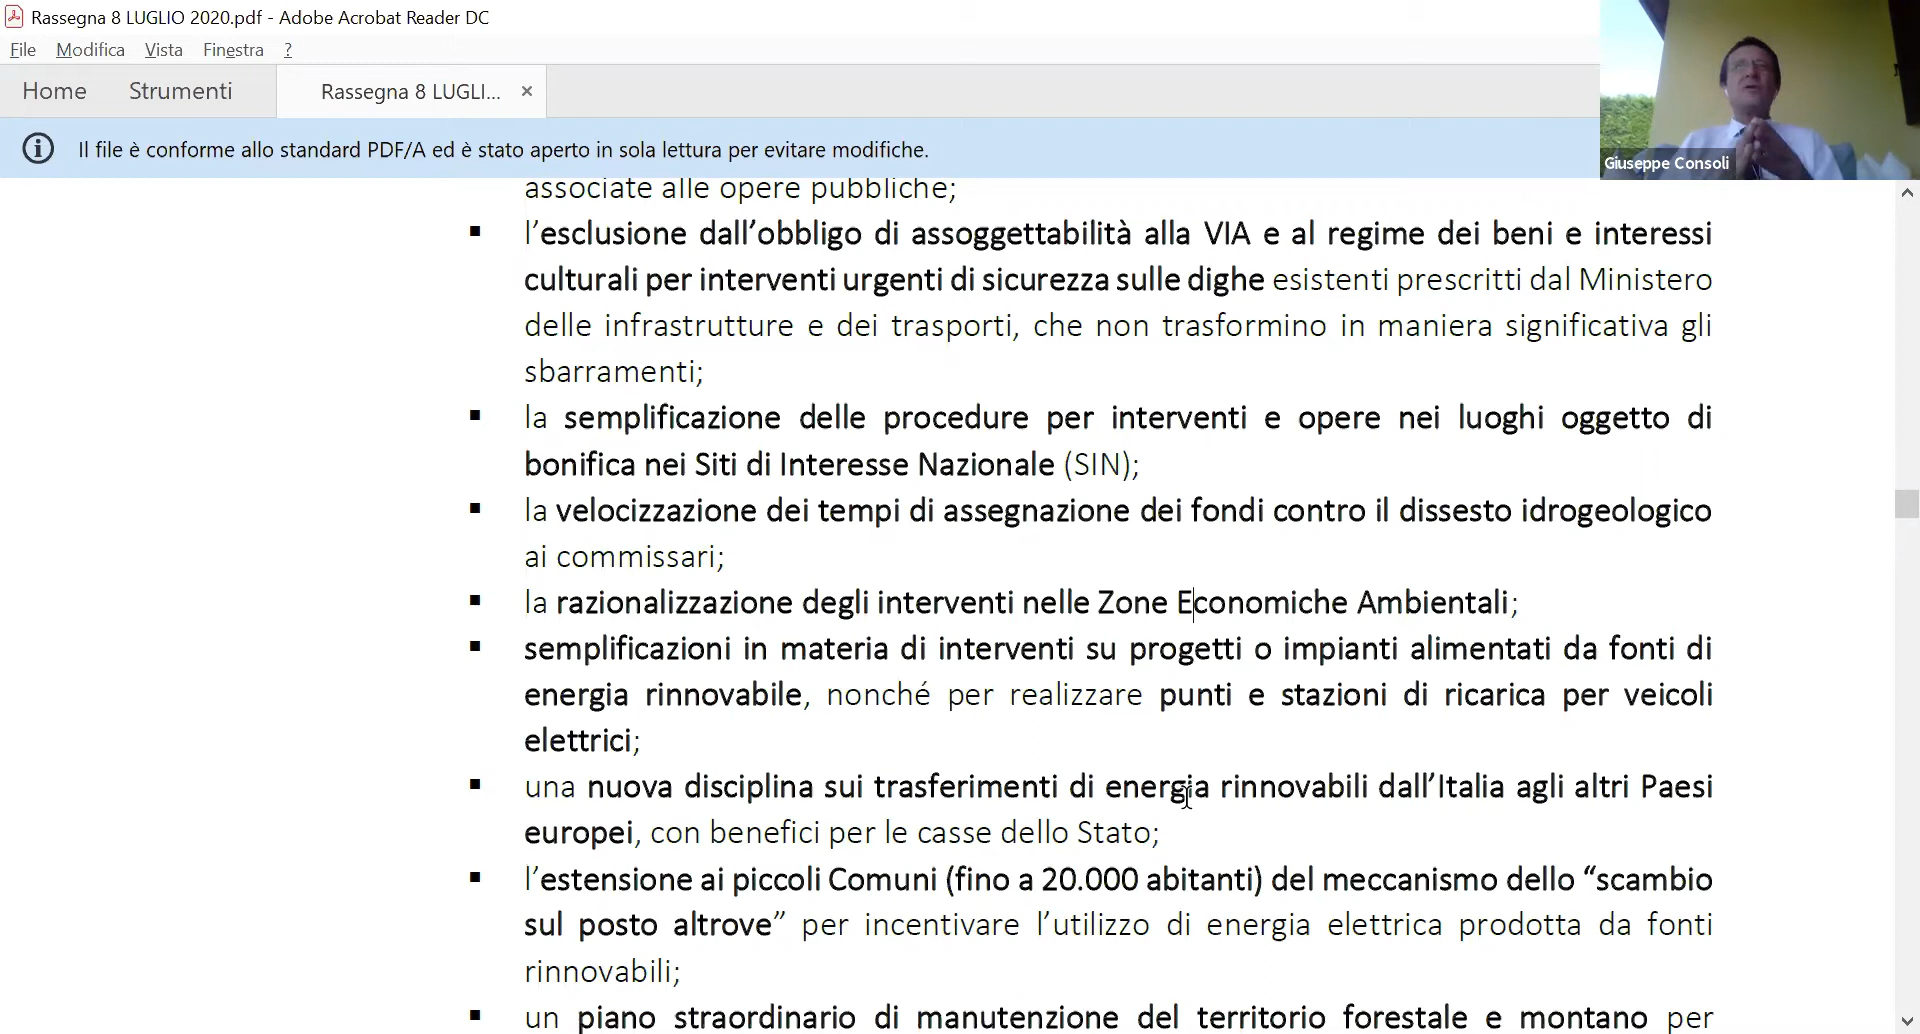 Rassegna 8 LUGLIO 2020.pdf - Adobe Acrobat Reader DC
File Modifica Vista Finestra ?
Home Strumenti Rassegna 8 LUGLI... ×
Il file è conforme allo standard PDF/A ed è stato aperto in sola lettura per evitare modifiche.
Giuseppe Consoli
associate alle opere pubbliche;
▪ l’esclusione dall’obbligo di assoggettabilità alla VIA e al regime dei beni e interessi
culturali per interventi urgenti di sicurezza sulle dighe esistenti prescritti dal Ministero
delle infrastrutture e dei trasporti, che non trasformino in maniera significativa gli
sbarramenti;
▪ la semplificazione delle procedure per interventi e opere nei luoghi oggetto di
bonifica nei Siti di Interesse Nazionale (SIN);
▪ la velocizzazione dei tempi di assegnazione dei fondi contro il dissesto idrogeologico
ai commissari;
▪ la razionalizzazione degli interventi nelle Zone Economiche Ambientali;
▪ semplificazioni in materia di interventi su progetti o impianti alimentati da fonti di
energia rinnovabile, nonché per realizzare punti e stazioni di ricarica per veicoli
elettrici;
▪ una nuova disciplina sui trasferimenti di energia rinnovabili dall’Italia agli altri Paesi
europei, con benefici per le casse dello Stato;
▪ l’estensione ai piccoli Comuni (fino a 20.000 abitanti) del meccanismo dello “scambio
sul posto altrove” per incentivare l’utilizzo di energia elettrica prodotta da fonti
rinnovabili;
▪ un piano straordinario di manutenzione del territorio forestale e montano per